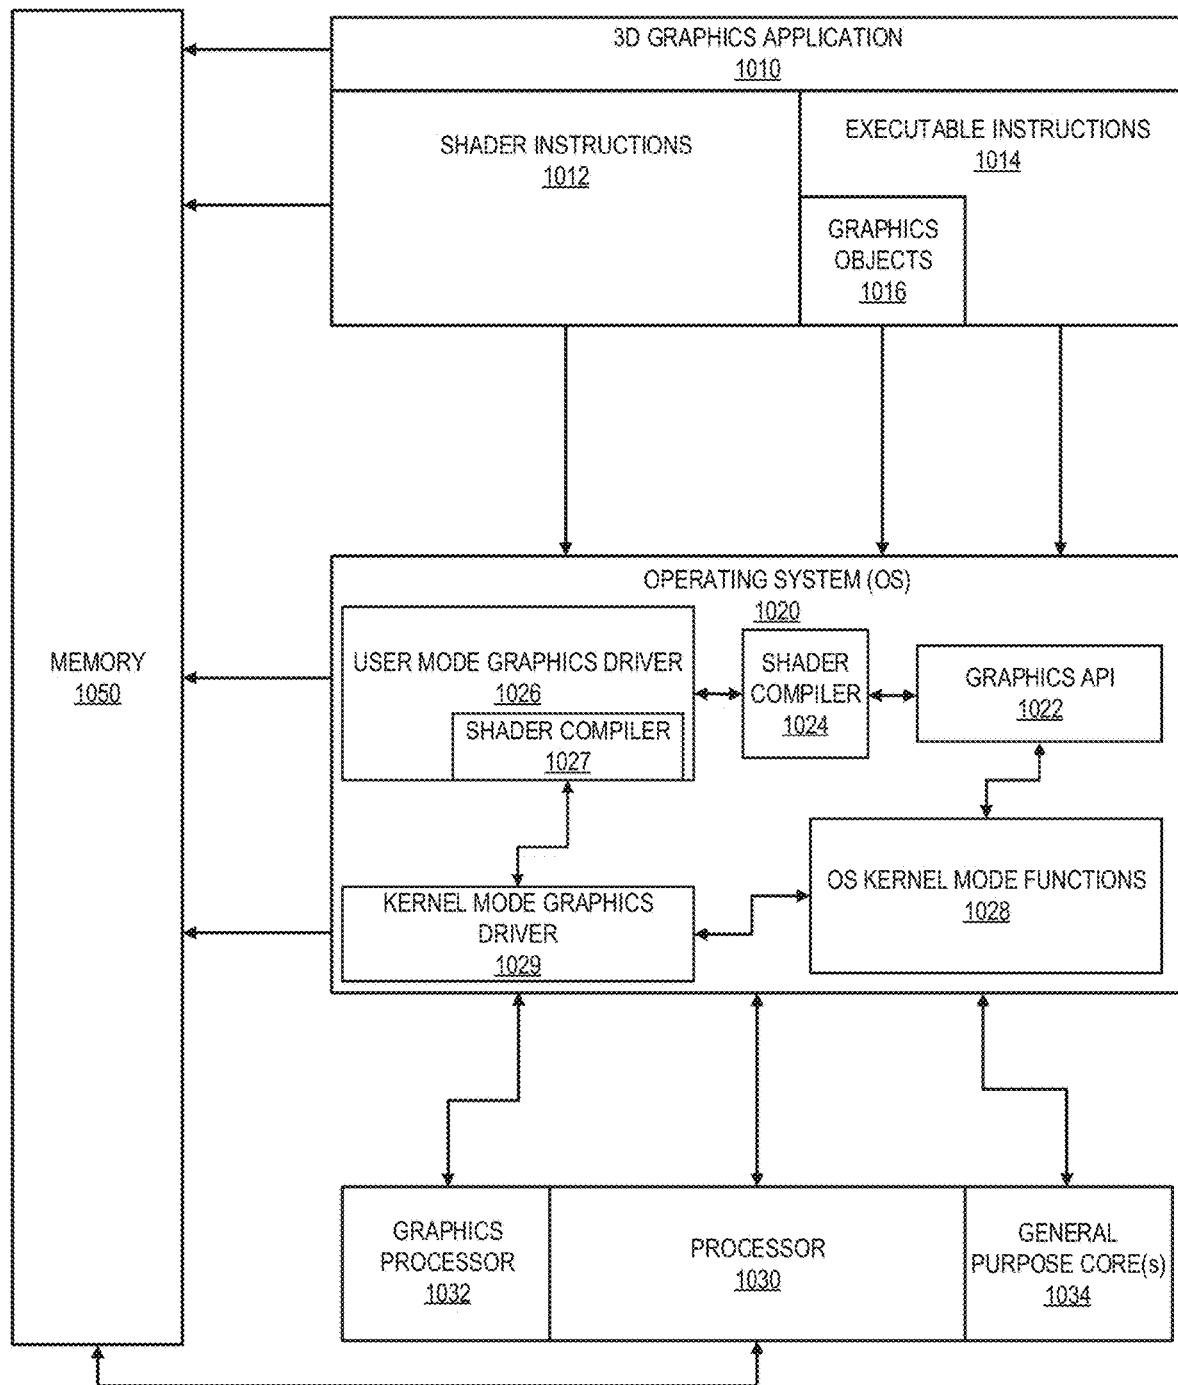 3D GRAPHICS APPLICATION
1010
SHADER INSTRUCTIONS
1012
EXECUTABLE INSTRUCTIONS
1014
GRAPHICS
OBJECTS
1016
MEMORY
1050
OPERATING SYSTEM (OS)
1020
USER MODE GRAPHICS DRIVER
1026
SHADER COMPILER
1027
SHADER
COMPILER
1024
GRAPHICS API
1022
KERNEL MODE GRAPHICS
DRIVER
1029
OS KERNEL MODE FUNCTIONS
1028
GRAPHICS
PROCESSOR
1032
PROCESSOR
1030
GENERAL
PURPOSE CORE(s)
1034